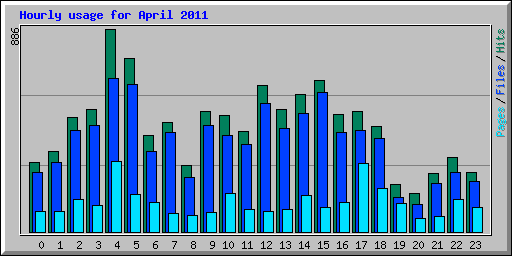 Hourly usage for April 2011
886
Pages / Files / Hits
0 1 2 3 4 5 6 7 8 9 10 11 12 13 14 15 16 17 18 19 20 21 22 23